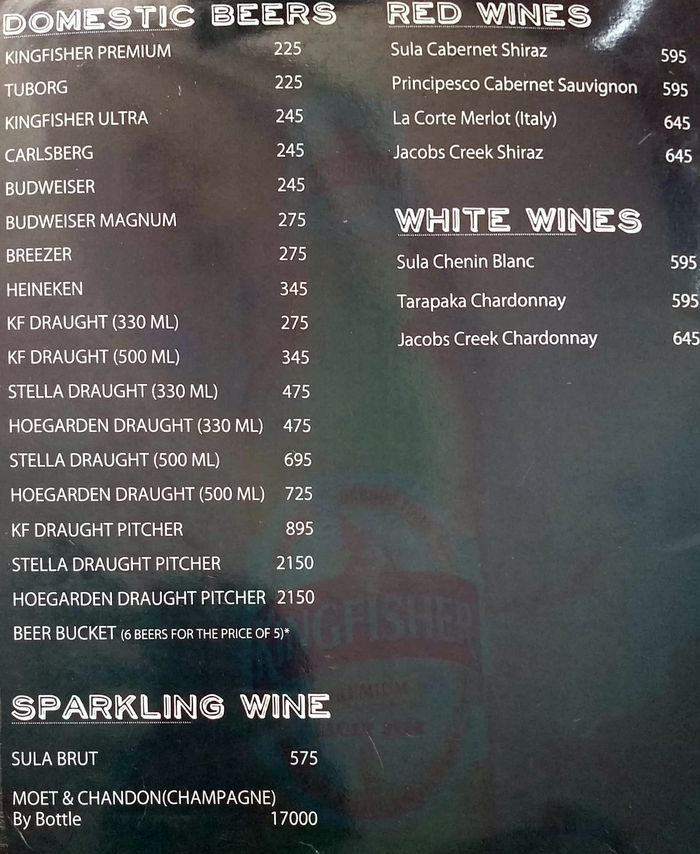 DOMESTIC BEERS
KINGFISHER PREMIUM 225
TUBORG 225
KINGFISHER ULTRA 245
CARLSBERG 245
BUDWEISER 245
BUDWEISER MAGNUM 275
BREEZER 275
HEINEKEN 345
KF DRAUGHT (330 ML) 275
KF DRAUGHT (500 ML) 345
STELLA DRAUGHT (330 ML) 475
HOEGARDEN DRAUGHT (330 ML) 475
STELLA DRAUGHT (500 ML) 695
HOEGARDEN DRAUGHT (500 ML) 725
KF DRAUGHT PITCHER 895
STELLA DRAUGHT PITCHER 2150
HOEGARDEN DRAUGHT PITCHER 2150
BEER BUCKET (6 BEERS FOR THE PRICE OF 5)*
SPARKLING WINE
SULA BRUT 575
MOET & CHANDON(CHAMPAGNE)
By Bottle 17000
RED WINES
Sula Cabernet Shiraz 595
Principesco Cabernet Sauvignon 595
La Corte Merlot (Italy) 645
Jacobs Creek Shiraz 645
WHITE WINES
Sula Chenin Blanc 595
Tarapaka Chardonnay 595
Jacobs Creek Chardonnay 645
KINGFISHER
PREMIUM